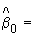 β̂₀ =